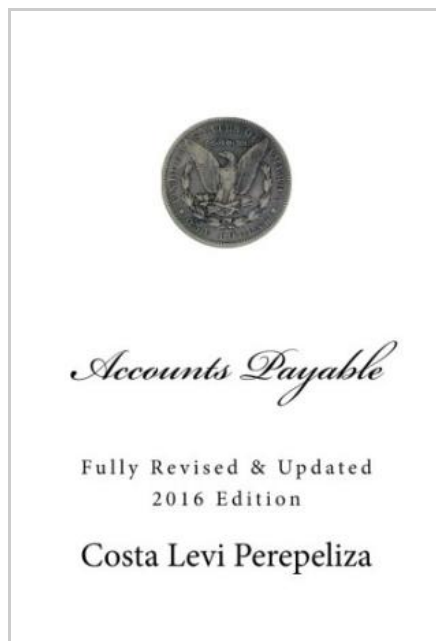 Accounts Payable
Fully Revised & Updated
2016 Edition
Costa Levi Perepeliza